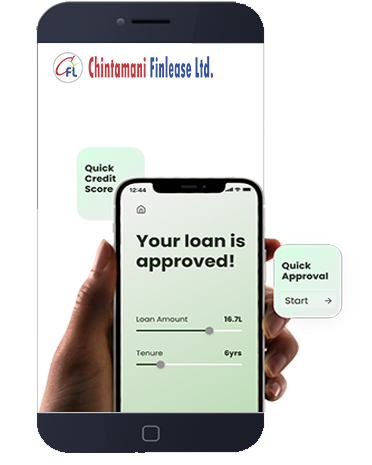 CFL Chintamani Finlease Ltd.
Quick
Credit
Score
12:44
Your loan is
approved!
Loan Amount 16.7L
Tenure 6yrs
Quick
Approval
Start →